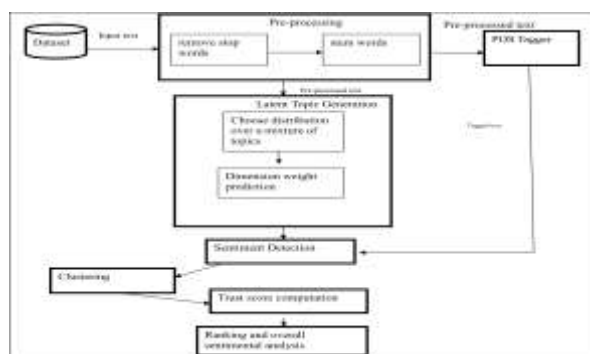 Pre-processing
Dataset
Input text
remove stop
words
stem words
Pre-processed text
POS Tagger
Pre-processed text
Latent Topic Generation
Choose distribution
over a mixture of
topics
Dimension weight
prediction
Tagged text
Sentiment Detection
Clustering
Trust score computation
Ranking and overall
sentimental analysis